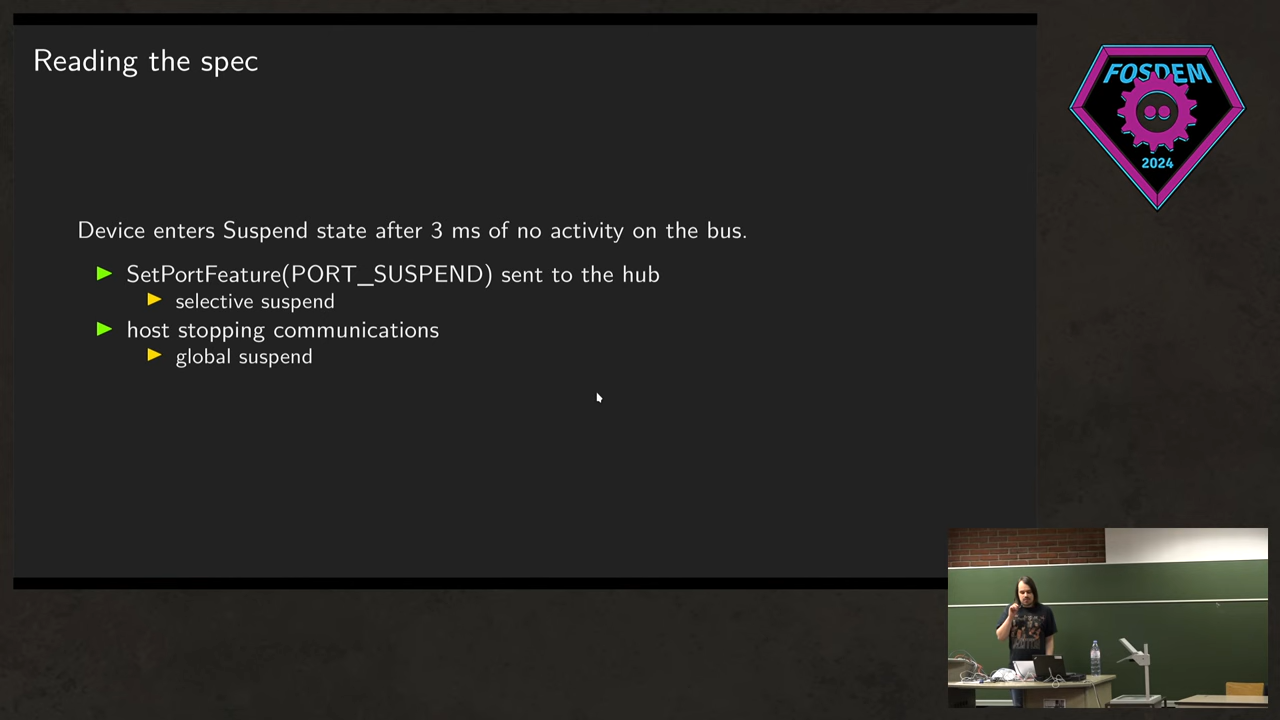 Reading the spec
FOSDEM
2024
Device enters Suspend state after 3 ms of no activity on the bus.
SetPortFeature(PORT_SUSPEND) sent to the hub
selective suspend
host stopping communications
global suspend